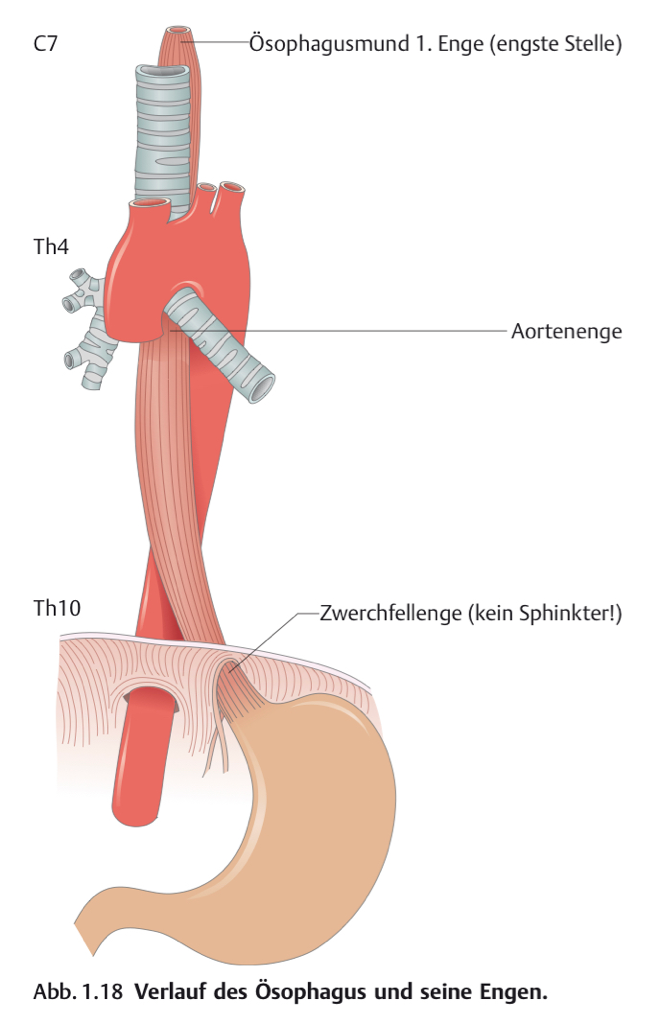 C7
Ösophagusmund 1. Enge (engste Stelle)
Th4
Aortenenge
Th10
Zwerchfellenge (kein Sphinkter!)
Abb. 1.18 Verlauf des Ösophagus und seine Engen.